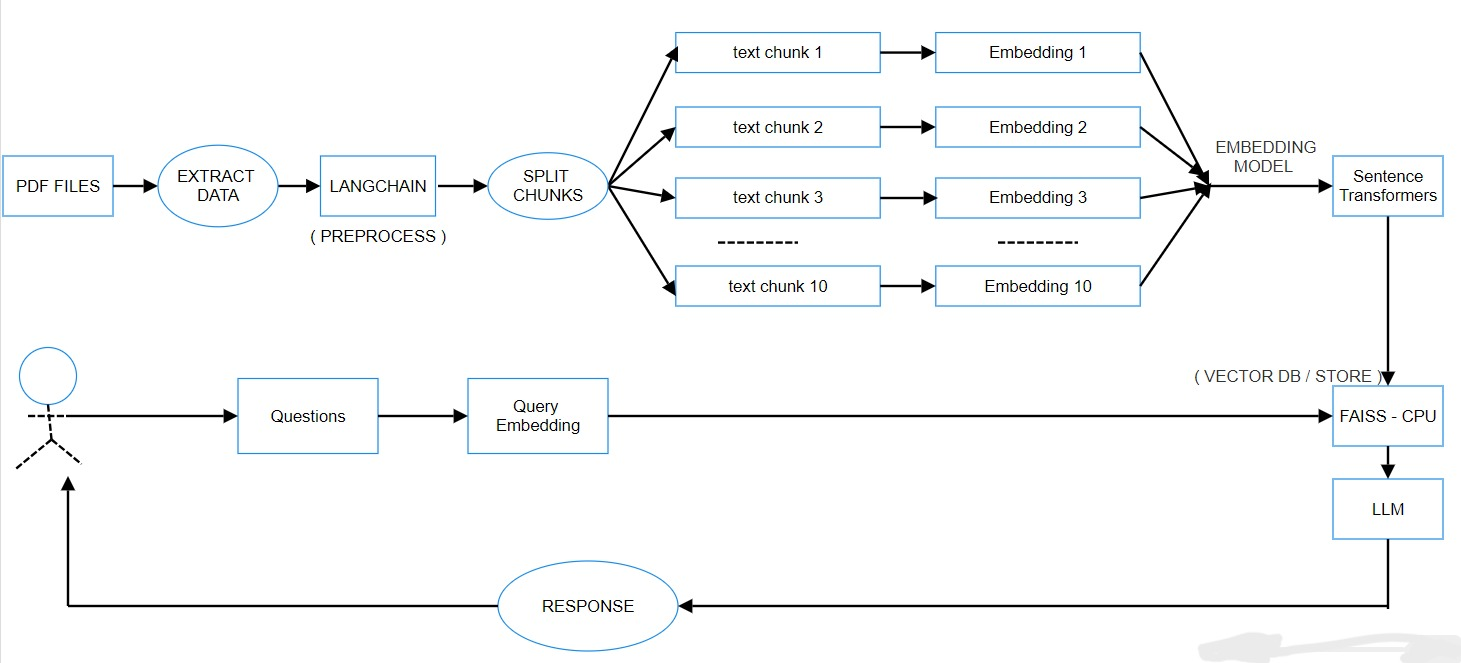 PDF FILES
EXTRACT
DATA
LANGCHAIN
( PREPROCESS )
SPLIT
CHUNKS
text chunk 1
Embedding 1
text chunk 2
Embedding 2
text chunk 3
Embedding 3
text chunk 10
Embedding 10
EMBEDDING
MODEL
Sentence
Transformers
( VECTOR DB / STORE )
Questions
Query
Embedding
FAISS - CPU
LLM
RESPONSE